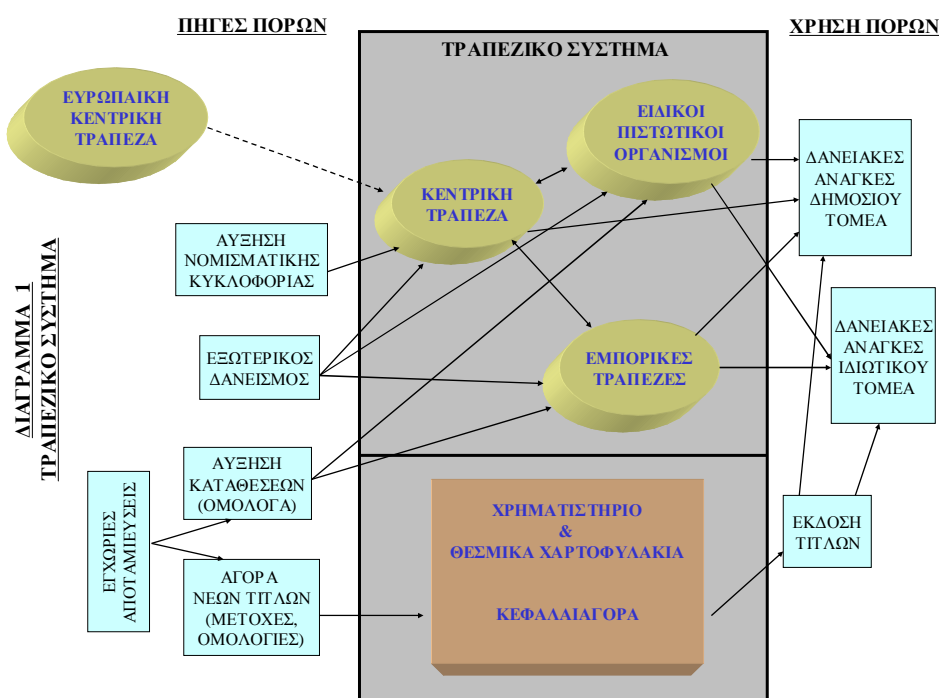 ΠΗΓΕΣ ΠΟΡΩΝ
ΤΡΑΠΕΖΙΚΟ ΣΥΣΤΗΜΑ
ΧΡΗΣΗ ΠΟΡΩΝ
ΕΥΡΩΠΑΙΚΗ
ΚΕΝΤΡΙΚΗ
ΤΡΑΠΕΖΑ
ΕΙΔΙΚΟΙ
ΠΙΣΤΩΤΙΚΟΙ
ΟΡΓΑΝΙΣΜΟΙ
ΔΑΝΕΙΑΚΕΣ
ΑΝΑΓΚΕΣ
ΔΗΜΟΣΙΟΥ
ΤΟΜΕΑ
ΚΕΝΤΡΙΚΗ
ΤΡΑΠΕΖΑ
ΑΥΞΗΣΗ
ΝΟΜΙΣΜΑΤΙΚΗΣ
ΚΥΚΛΟΦΟΡΙΑΣ
ΔΙΑΓΡΑΜΜΑ 1
ΤΡΑΠΕΖΙΚΟ ΣΥΣΤΗΜΑ
ΕΞΩΤΕΡΙΚΟΣ
ΔΑΝΕΙΣΜΟΣ
ΕΜΠΟΡΙΚΕΣ
ΤΡΑΠΕΖΕΣ
ΔΑΝΕΙΑΚΕΣ
ΑΝΑΓΚΕΣ
ΙΔΙΩΤΙΚΟΥ
ΤΟΜΕΑ
ΕΓΧΩΡΙΕΣ
ΑΠΟΤΑΜΙΕΥΣΕΙΣ
ΑΥΞΗΣΗ
ΚΑΤΑΘΕΣΕΩΝ
(ΟΜΟΛΟΓΑ)
ΧΡΗΜΑΤΙΣΤΗΡΙΟ
&
ΘΕΣΜΙΚΑ ΧΑΡΤΟΦΥΛΑΚΙΑ
ΕΚΔΟΣΗ
ΤΙΤΛΩΝ
ΑΓΟΡΑ
ΝΕΩΝ ΤΙΤΛΩΝ
(ΜΕΤΟΧΕΣ,
ΟΜΟΛΟΓΙΕΣ)
ΚΕΦΑΛΑΙΑΓΟΡΑ